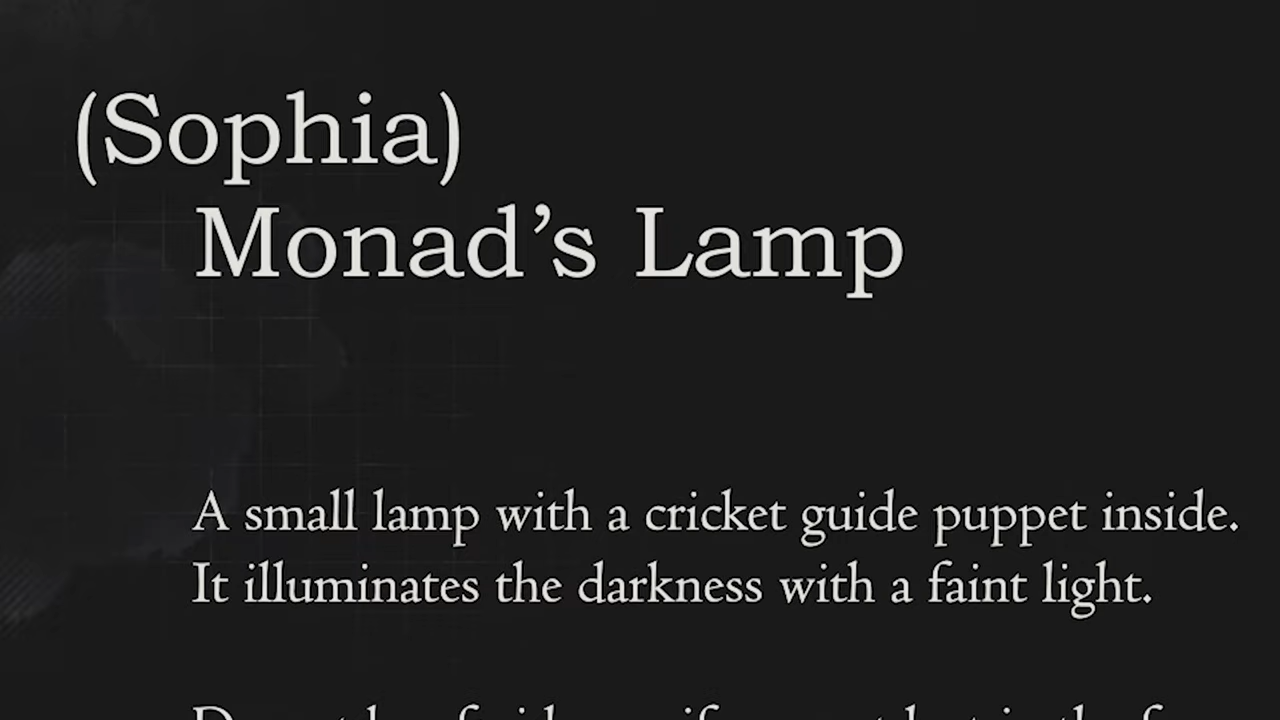 (Sophia)
Monad’s Lamp
A small lamp with a cricket guide puppet inside.
It illuminates the darkness with a faint light.